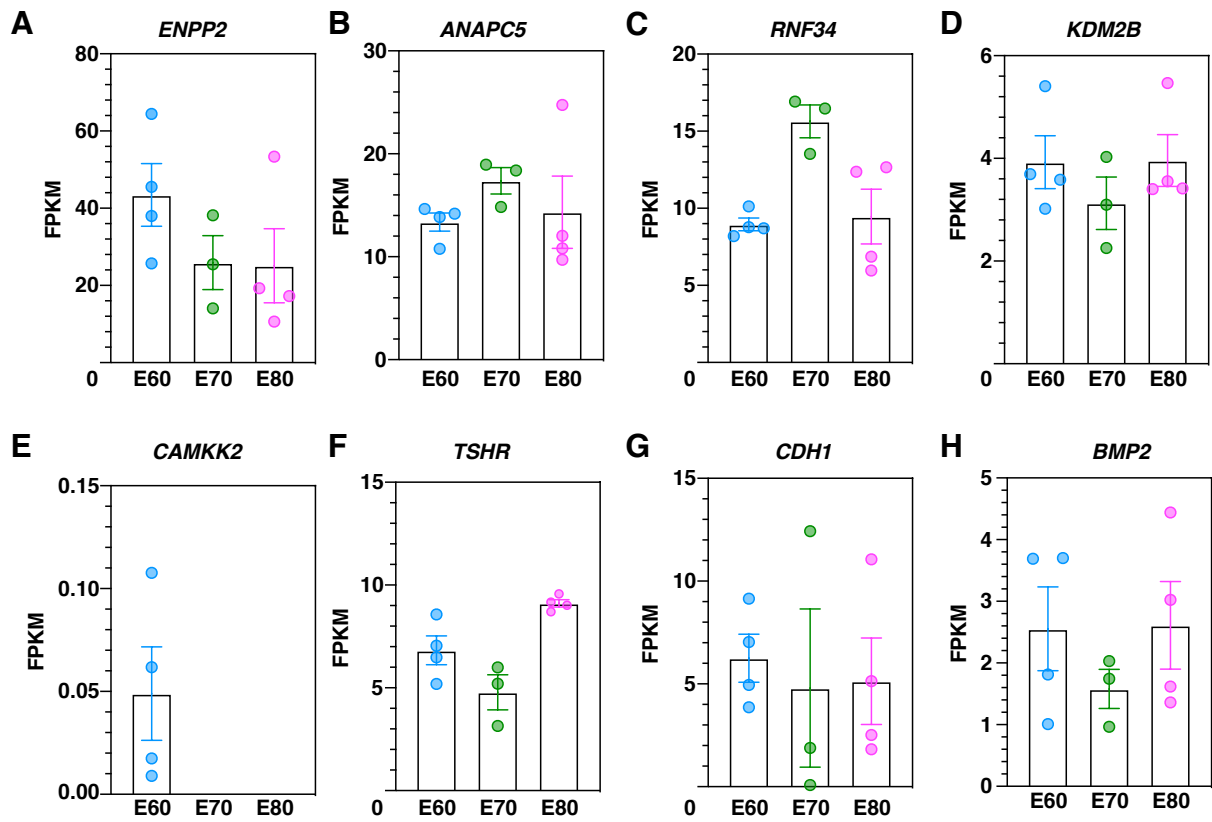 A
ENPP2
80
60
40
20
0
FPKM
E60 E70 E80
B
ANAPC5
30
20
10
0
FPKM
E60 E70 E80
C
RNF34
20
15
10
5
0
FPKM
E60 E70 E80
D
KDM2B
6
4
2
0
FPKM
E60 E70 E80
E
CAMKK2
0.15
0.10
0.05
0.00
FPKM
E60 E70 E80
F
TSHR
15
10
5
0
FPKM
E60 E70 E80
G
CDH1
15
10
5
0
FPKM
E60 E70 E80
H
BMP2
5
4
3
2
1
0
FPKM
E60 E70 E80